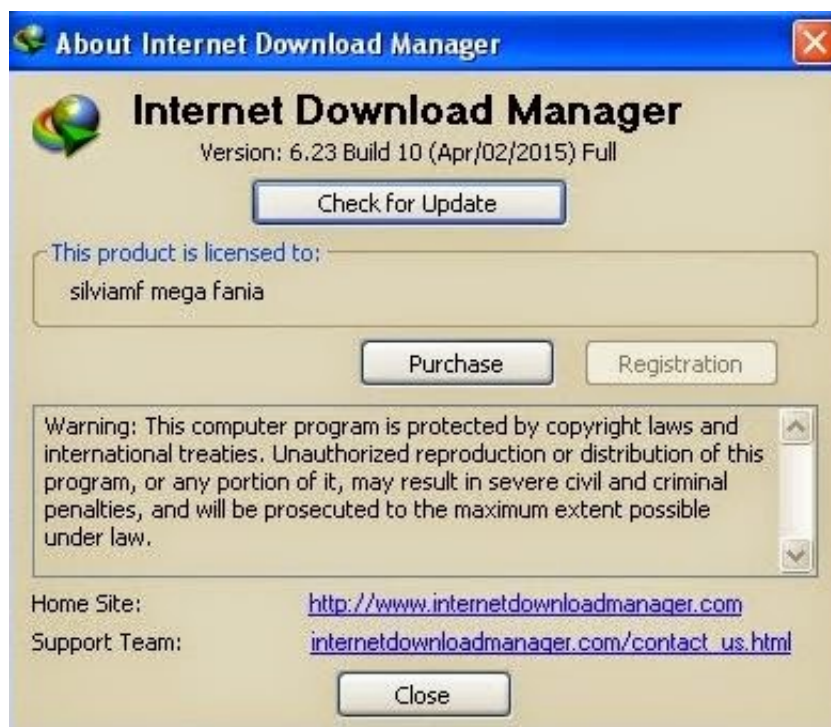 About Internet Download Manager
Internet Download Manager
Version: 6.23 Build 10 (Apr/02/2015) Full
Check for Update
This product is licensed to:
silviamf mega fania
Purchase
Registration
Warning: This computer program is protected by copyright laws and
international treaties. Unauthorized reproduction or distribution of this
program, or any portion of it, may result in severe civil and criminal
penalties, and will be prosecuted to the maximum extent possible
under law.
Home Site: http://www.internetdownloadmanager.com
Support Team: internetdownloadmanager.com/contact_us.html
Close